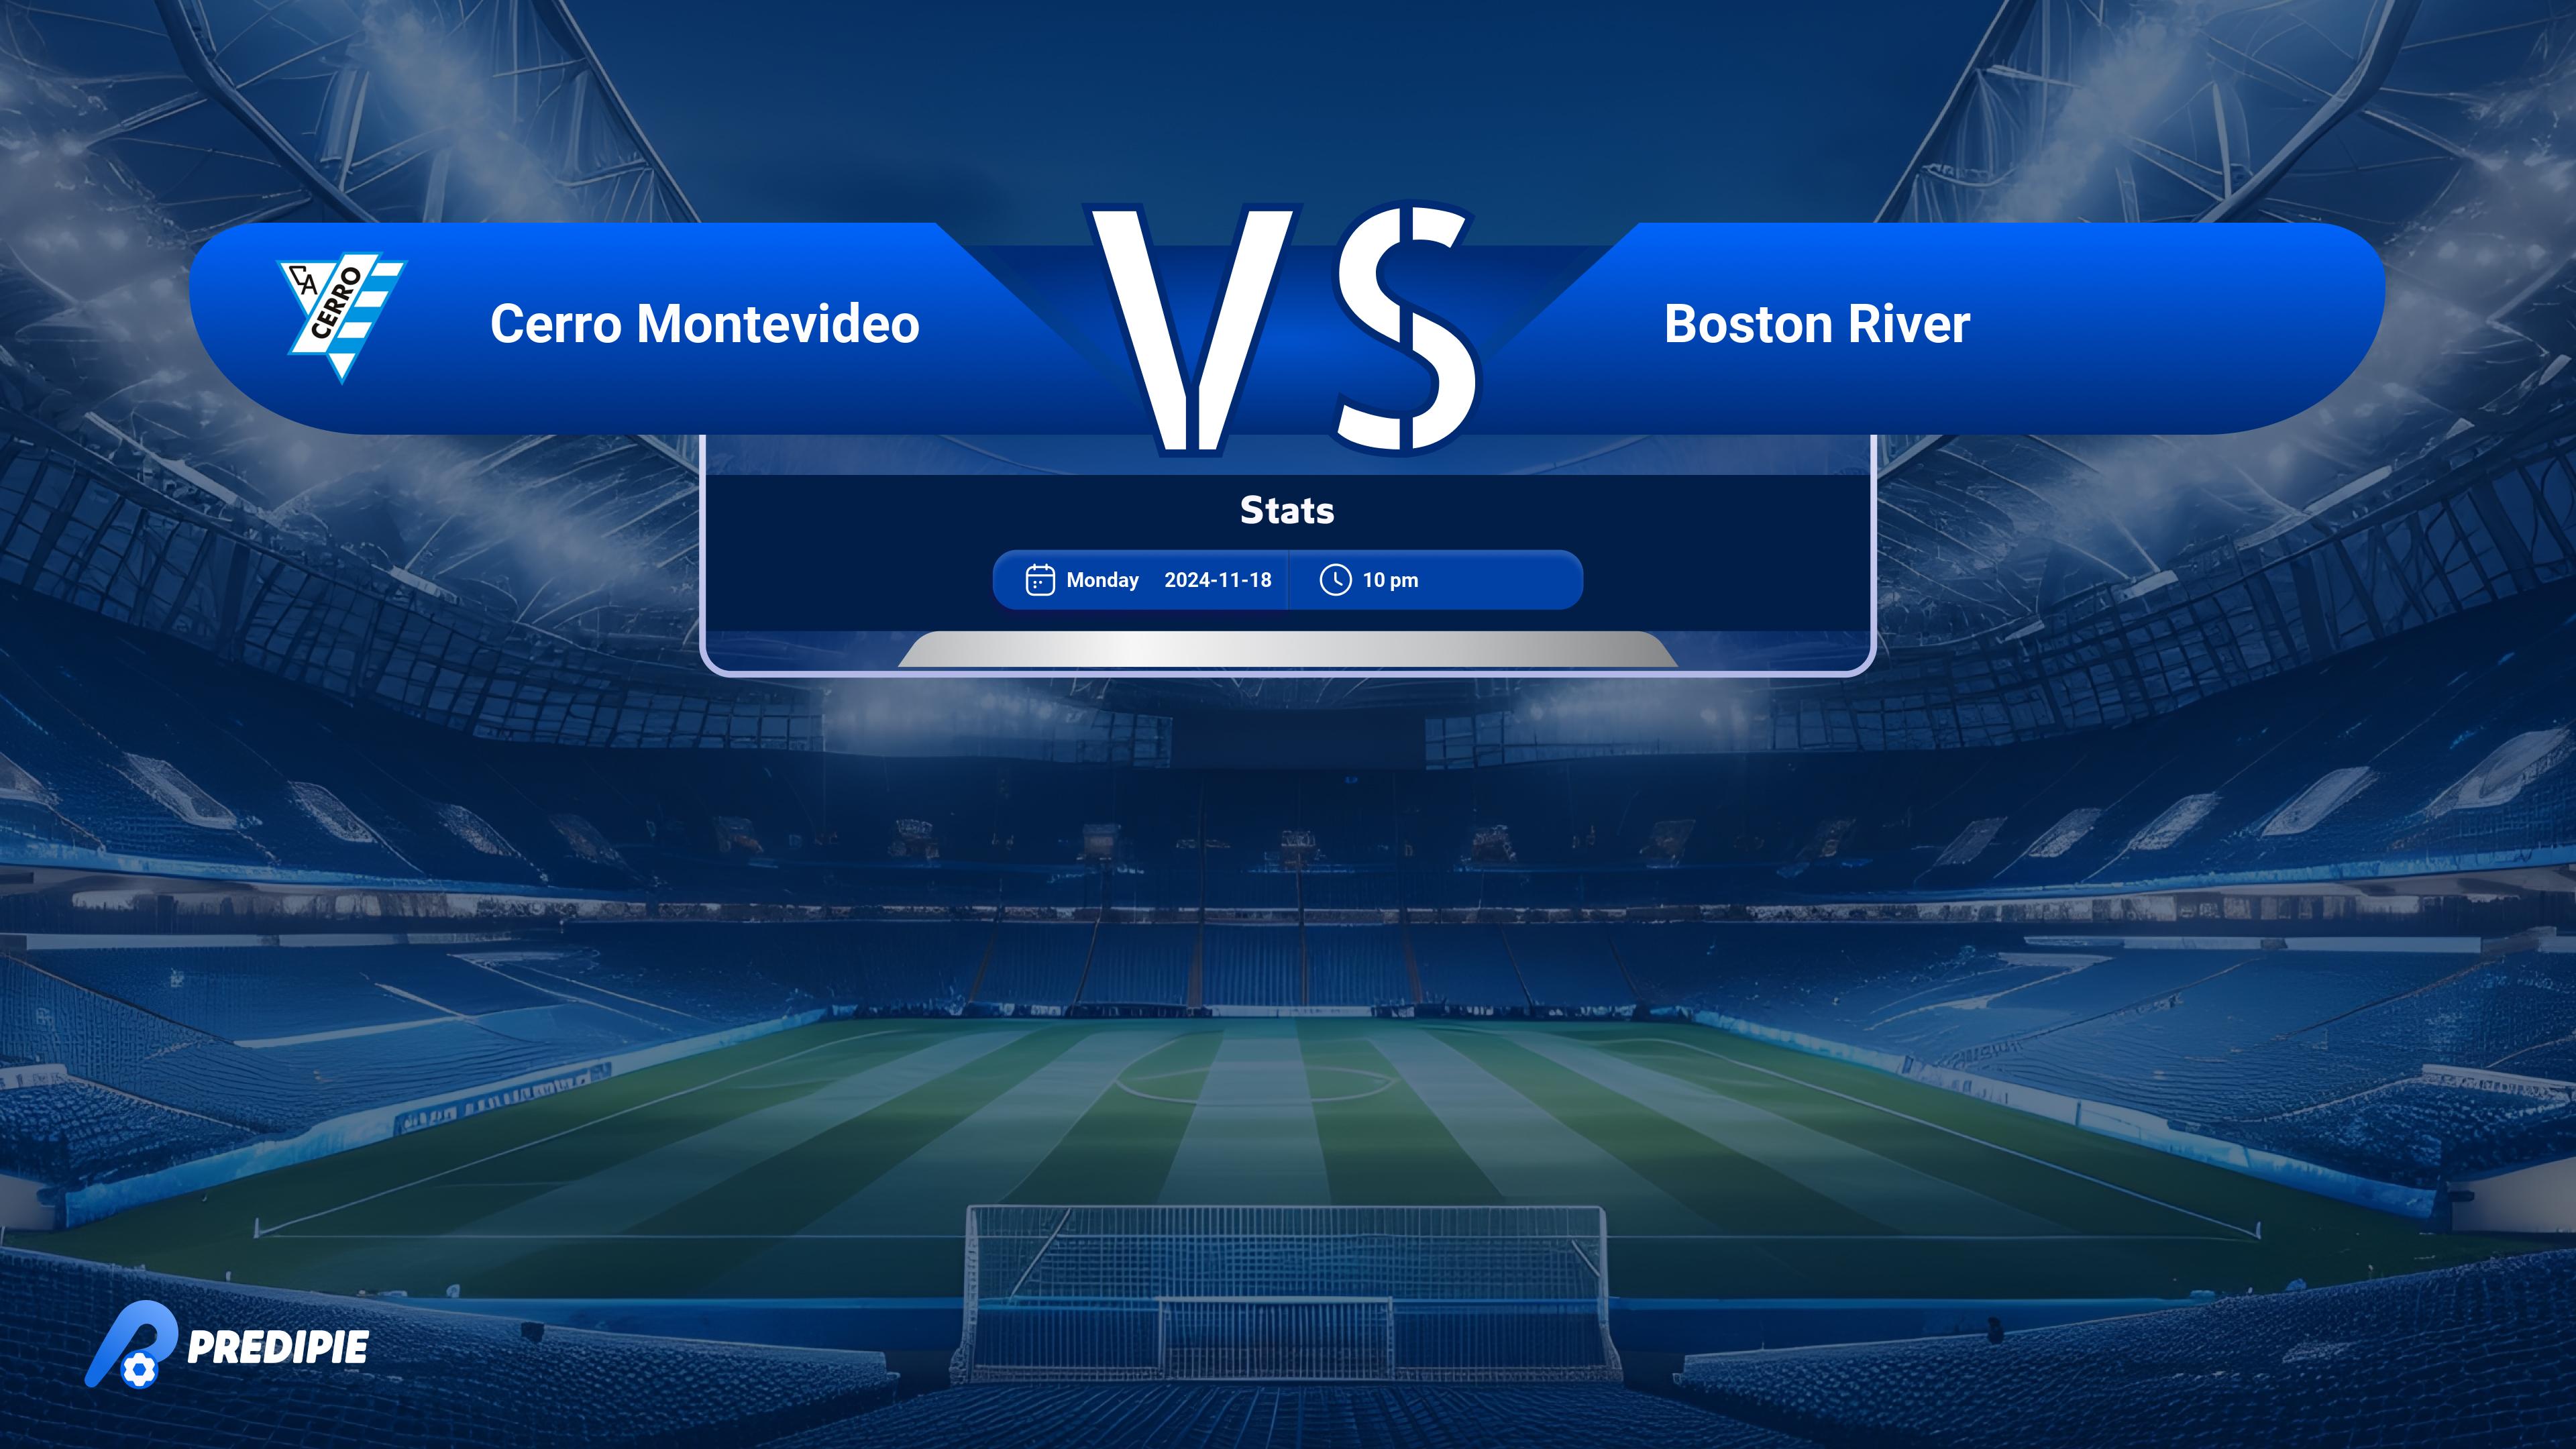 CA
CERRO
Cerro Montevideo
VS
Boston River
Stats
Monday 2024-11-18 10 pm
PREDIPIE